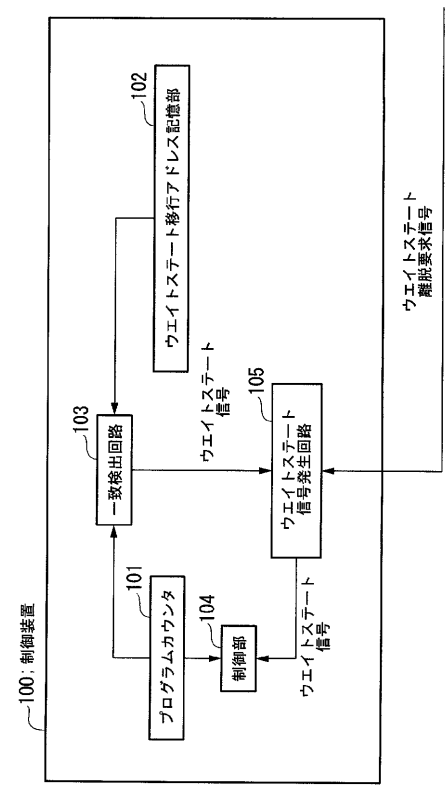 100；制御装置
102
ウエイトステート移行アドレス記憶部
103
一致検出回路
ウエイトステート
信号
105
ウエイトステート
信号発生回路
101
プログラムカウンタ
104
制御部
ウエイトステート
信号
ウエイトステート
離脱要求信号